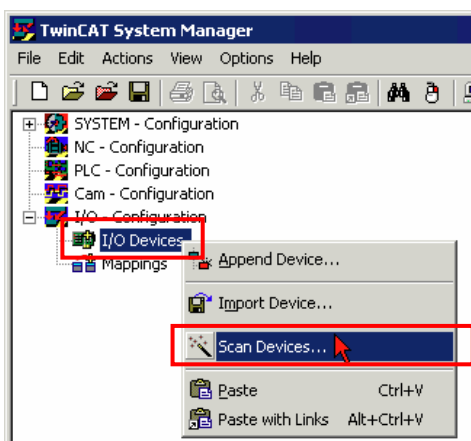 TwinCAT System Manager
File Edit Actions View Options Help
SYSTEM - Configuration
NC - Configuration
PLC - Configuration
Cam - Configuration
I/O - Configuration
I/O Devices
Mappings
Append Device...
Import Device...
Scan Devices...
Paste Ctrl+V
Paste with Links Alt+Ctrl+V